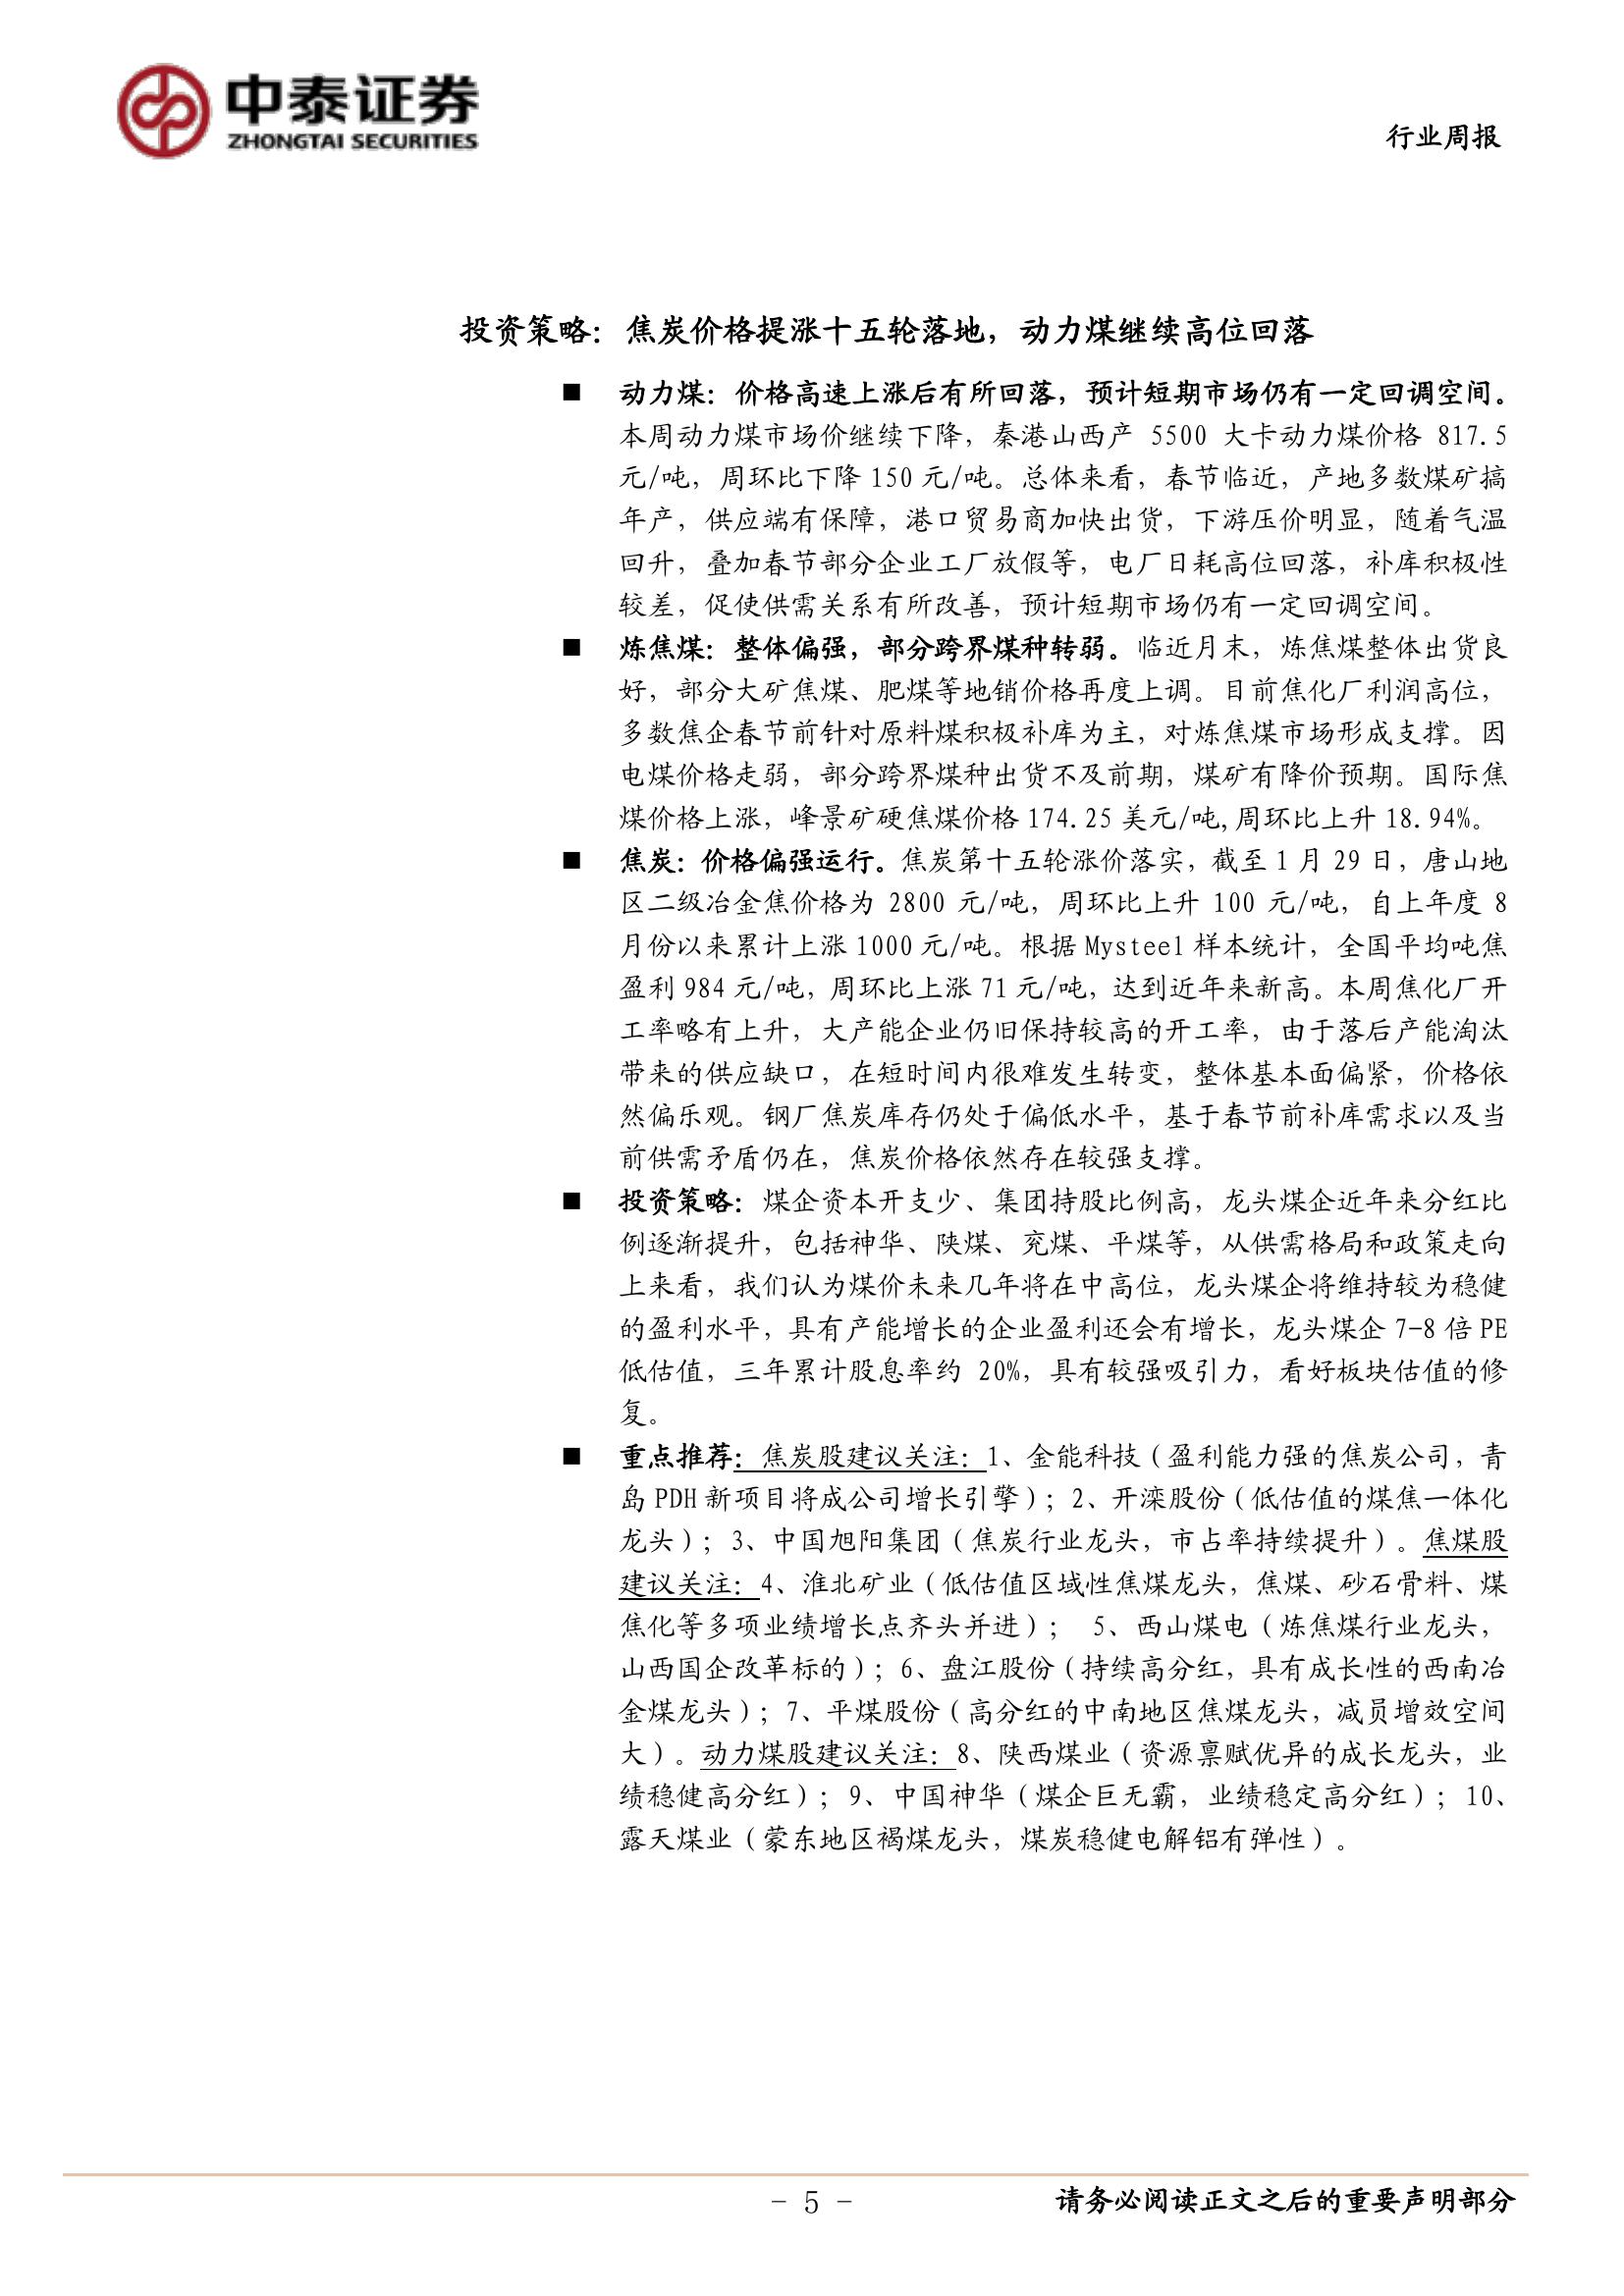 中泰证券
ZHONGTAI SECURITIES
行业周报
投资策略：焦炭价格提涨十五轮落地，动力煤继续高位回落
■ 动力煤：价格高速上涨后有所回落，预计短期市场仍有一定回调空间。
本周动力煤市场价继续下降，秦港山西产 5500 大卡动力煤价格 817.5
元/吨，周环比下降 150 元/吨。总体来看，春节临近，产地多数煤矿搞
年产，供应端有保障，港口贸易商加快出货，下游压价明显，随着气温
回升，叠加春节部分企业工厂放假等，电厂日耗高位回落，补库积极性
较差，促使供需关系有所改善，预计短期市场仍有一定回调空间。
■ 炼焦煤：整体偏强，部分跨界煤种转弱。临近月末，炼焦煤整体出货良
好，部分大矿焦煤、肥煤等地销价格再度上调。目前焦化厂利润高位，
多数焦企春节前针对原料煤积极补库为主，对炼焦煤市场形成支撑。因
电煤价格走弱，部分跨界煤种出货不及前期，煤矿有降价预期。国际焦
煤价格上涨，峰景矿硬焦煤价格 174.25 美元/吨,周环比上升 18.94%。
■ 焦炭：价格偏强运行。焦炭第十五轮涨价落实，截至 1 月 29 日，唐山地
区二级冶金焦价格为 2800 元/吨，周环比上升 100 元/吨，自上年度 8
月份以来累计上涨 1000 元/吨。根据 Mysteel 样本统计，全国平均吨焦
盈利 984 元/吨，周环比上涨 71 元/吨，达到近年来新高。本周焦化厂开
工率略有上升，大产能企业仍旧保持较高的开工率，由于落后产能淘汰
带来的供应缺口，在短时间内很难发生转变，整体基本面偏紧，价格依
然偏乐观。钢厂焦炭库存仍处于偏低水平，基于春节前补库需求以及当
前供需矛盾仍在，焦炭价格依然存在较强支撑。
■ 投资策略：煤企资本开支少、集团持股比例高，龙头煤企近年来分红比
例逐渐提升，包括神华、陕煤、兖煤、平煤等，从供需格局和政策走向
上来看，我们认为煤价未来几年将在中高位，龙头煤企将维持较为稳健
的盈利水平，具有产能增长的企业盈利还会有增长，龙头煤企 7-8 倍 PE
低估值，三年累计股息率约 20%，具有较强吸引力，看好板块估值的修
复。
■ 重点推荐：焦炭股建议关注：1、金能科技（盈利能力强的焦炭公司，青
岛 PDH 新项目将成公司增长引擎）；2、开滦股份（低估值的煤焦一体化
龙头）；3、中国旭阳集团（焦炭行业龙头，市占率持续提升）。焦煤股
建议关注：4、淮北矿业（低估值区域性焦煤龙头，焦煤、砂石骨料、煤
焦化等多项业绩增长点齐头并进）； 5、西山煤电（炼焦煤行业龙头，
山西国企改革标的）；6、盘江股份（持续高分红，具有成长性的西南冶
金煤龙头）；7、平煤股份（高分红的中南地区焦煤龙头，减员增效空间
大）。动力煤股建议关注：8、陕西煤业（资源禀赋优异的成长龙头，业
绩稳健高分红）；9、中国神华（煤企巨无霸，业绩稳定高分红）；10、
露天煤业（蒙东地区褐煤龙头，煤炭稳健电解铝有弹性）。
- 5 -
请务必阅读正文之后的重要声明部分